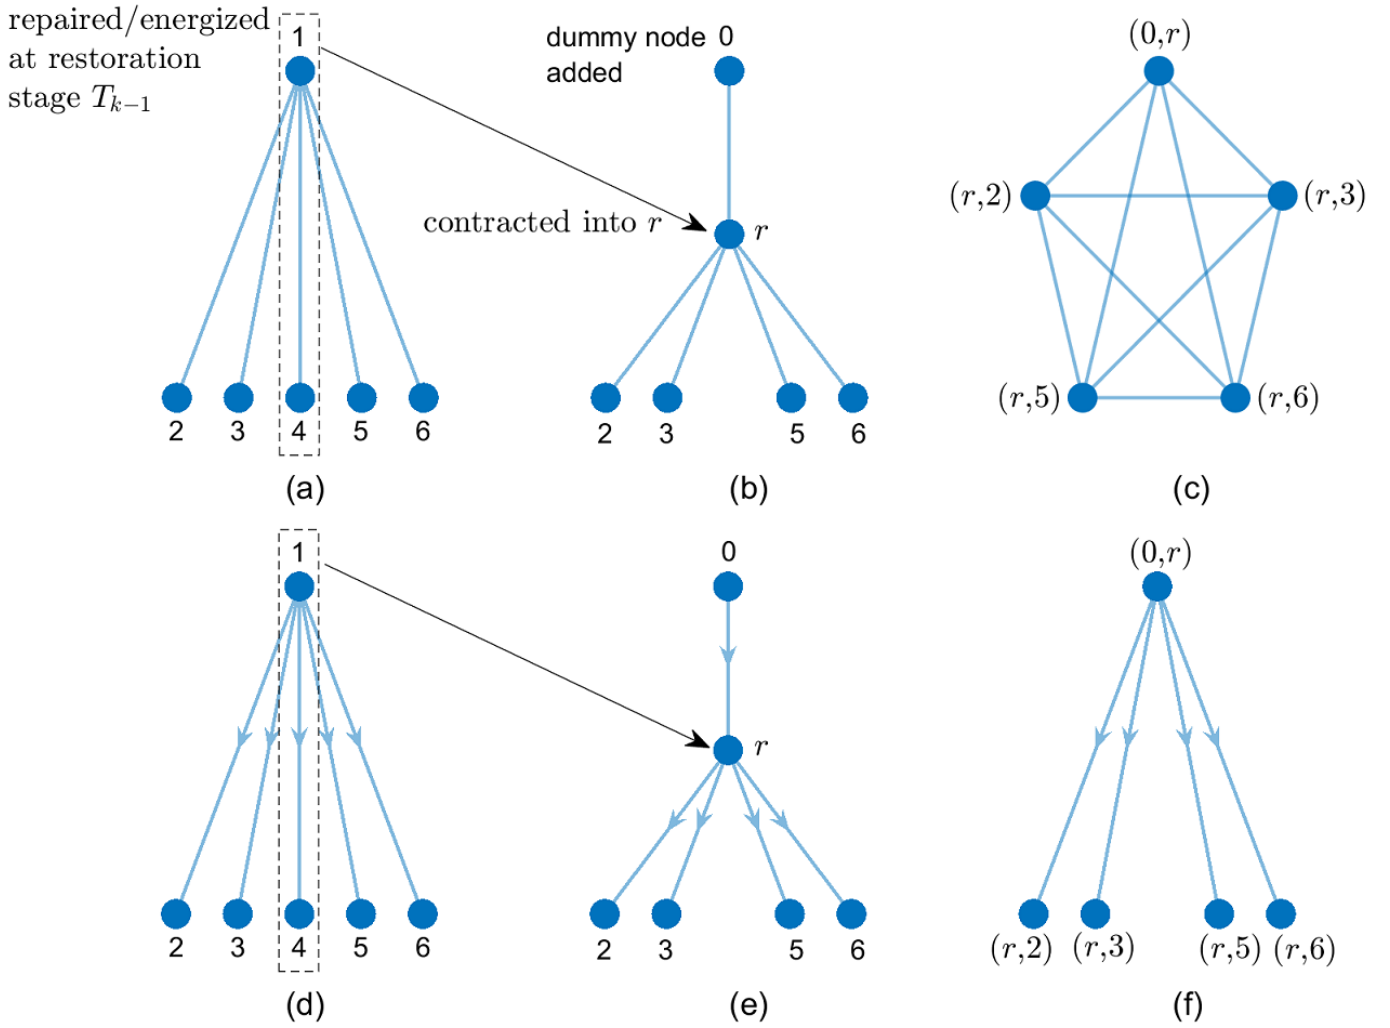 repaired/energized
at restoration
stage T_{k−1}
1
2 3 4 5 6
(a)
dummy node 0
added
contracted into r
r
2 3 5 6
(b)
(0,r)
(r,2) (r,3)
(r,5) (r,6)
(c)
1
2 3 4 5 6
(d)
0
r
2 3 5 6
(e)
(0,r)
(r,2) (r,3) (r,5) (r,6)
(f)